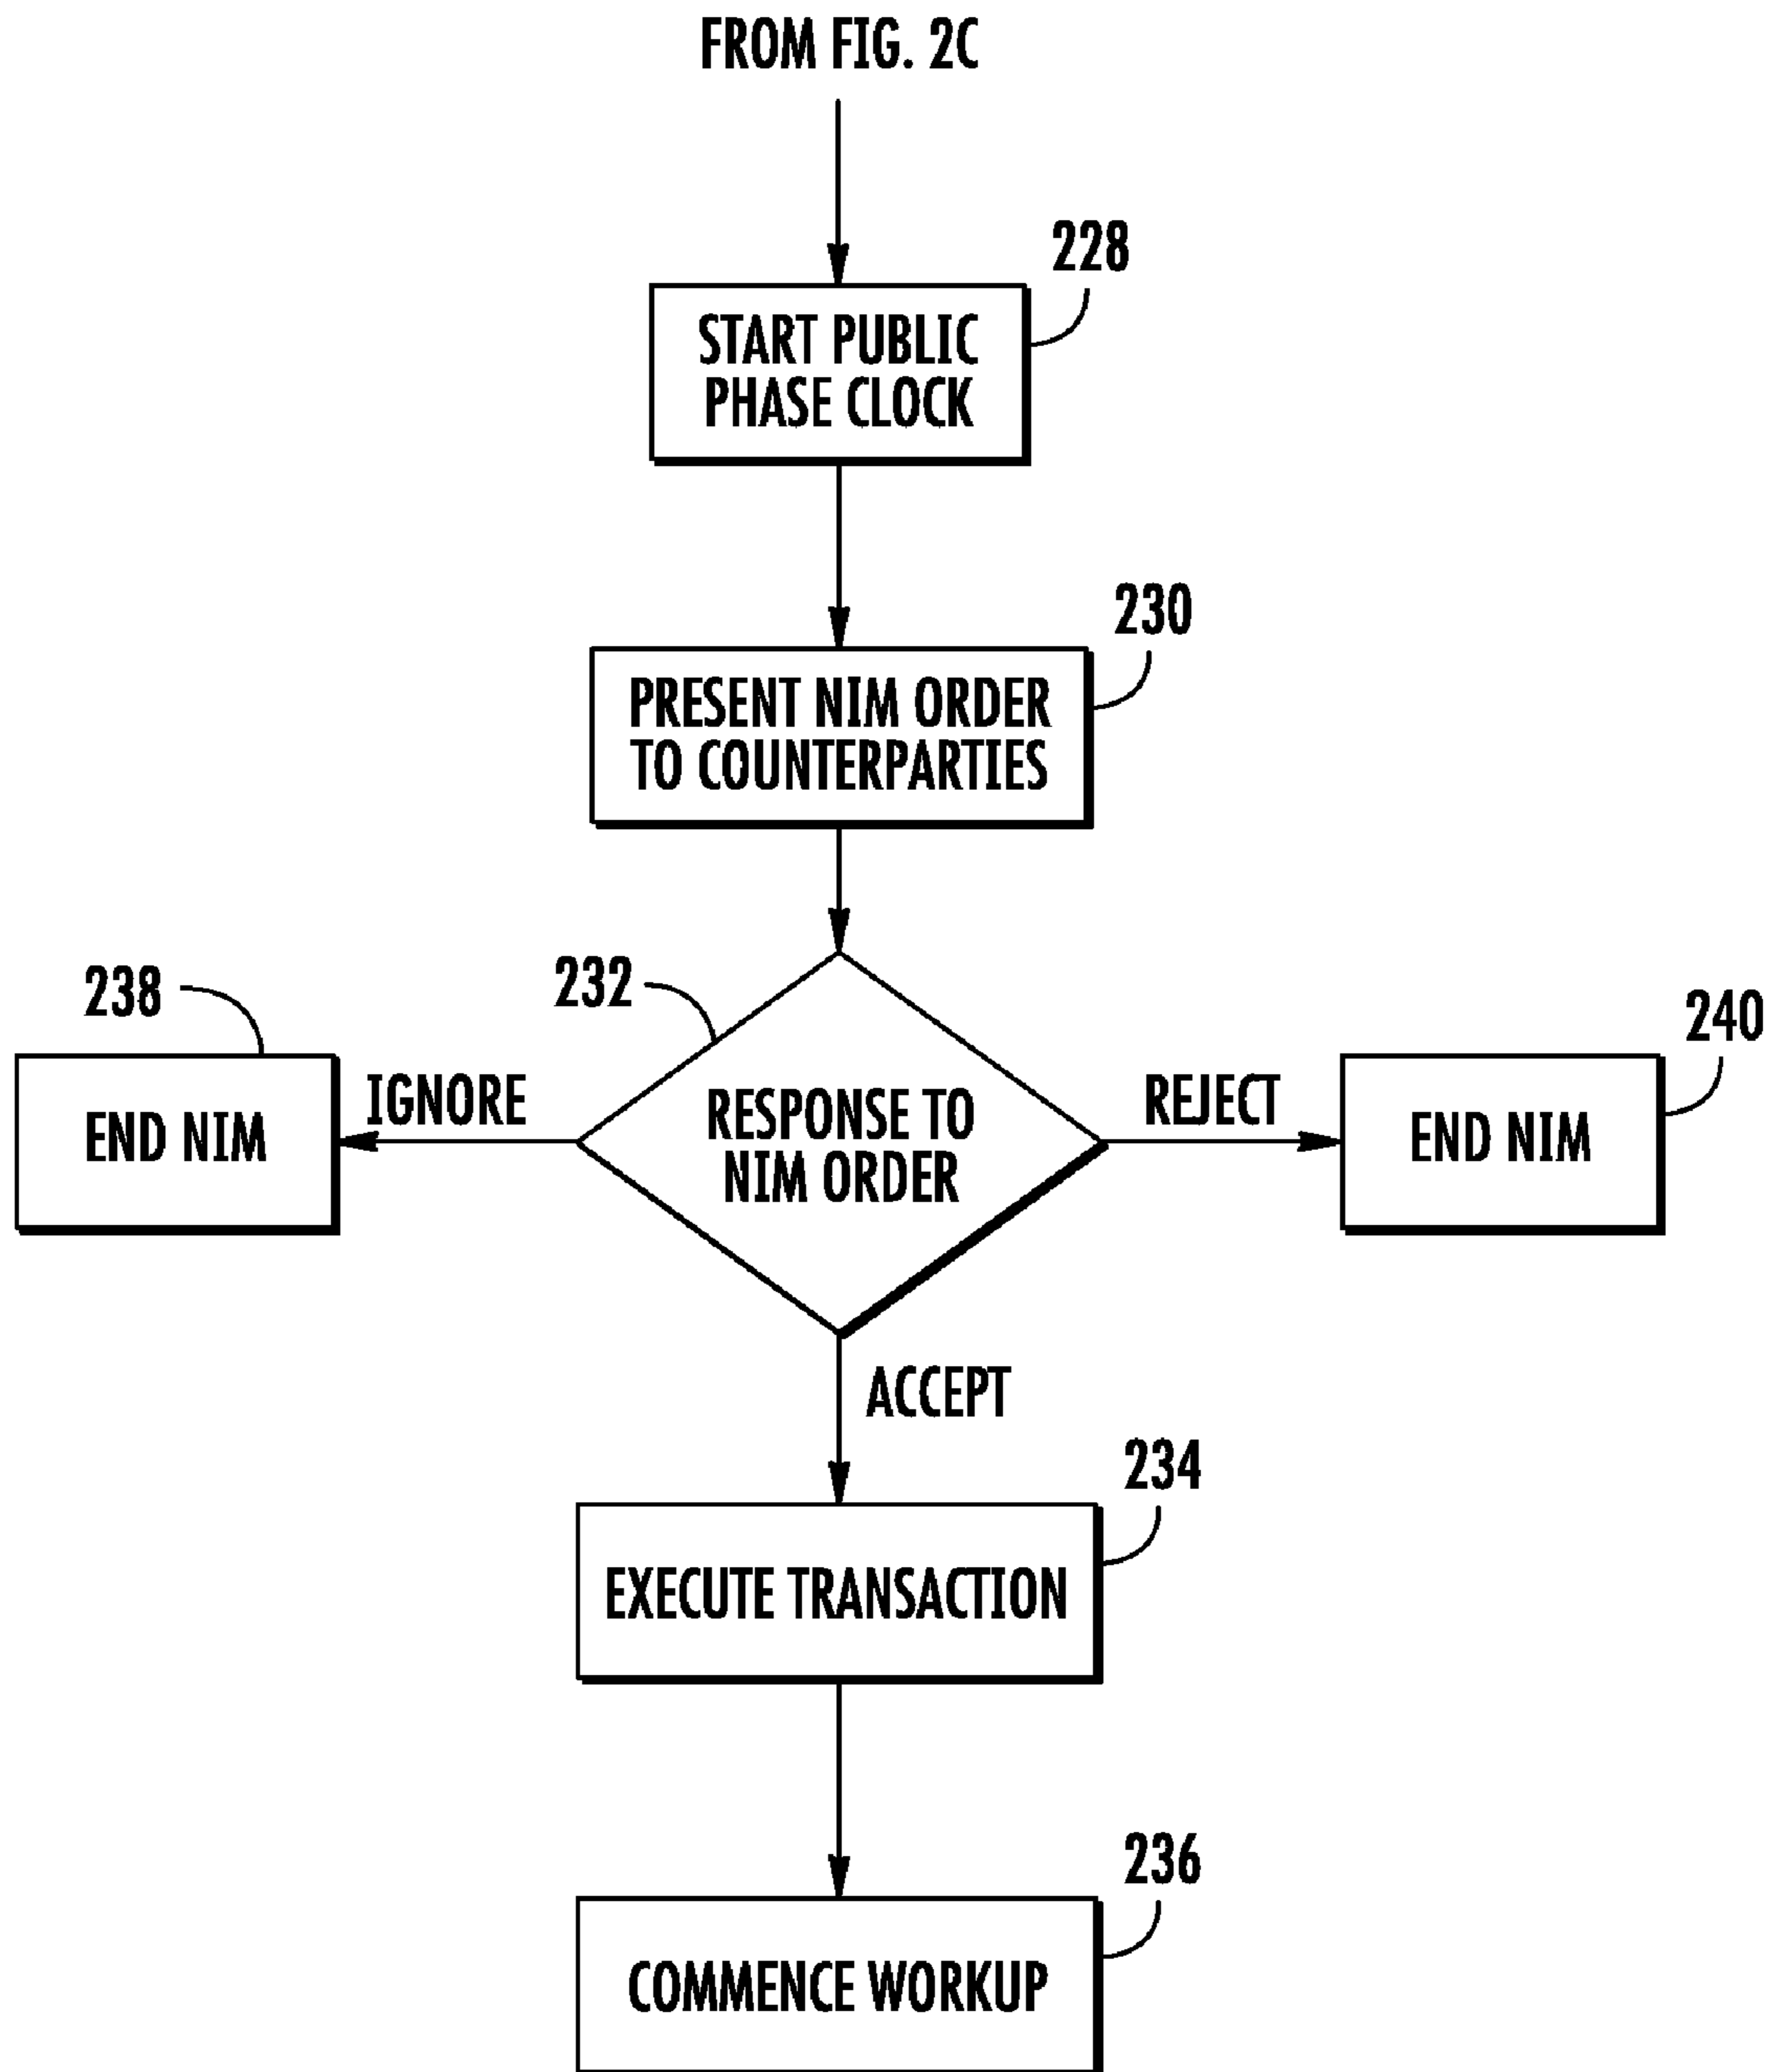 FROM FIG. 2C
228
START PUBLIC
PHASE CLOCK
230
PRESENT NIM ORDER
TO COUNTERPARTIES
232
RESPONSE TO
NIM ORDER
238
IGNORE
END NIM
240
REJECT
END NIM
ACCEPT
234
EXECUTE TRANSACTION
236
COMMENCE WORKUP